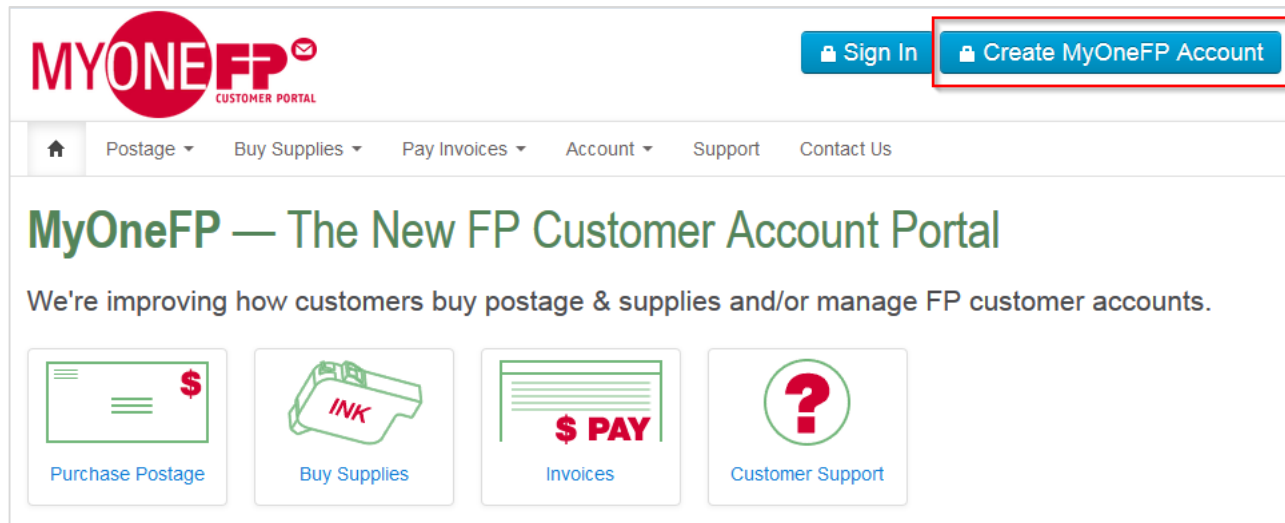 MYONEFP
CUSTOMER PORTAL
Sign In
Create MyOneFP Account
Postage
Buy Supplies
Pay Invoices
Account
Support
Contact Us
MyOneFP — The New FP Customer Account Portal
We're improving how customers buy postage & supplies and/or manage FP customer accounts.
$
INK
$ PAY
?
Purchase Postage
Buy Supplies
Invoices
Customer Support